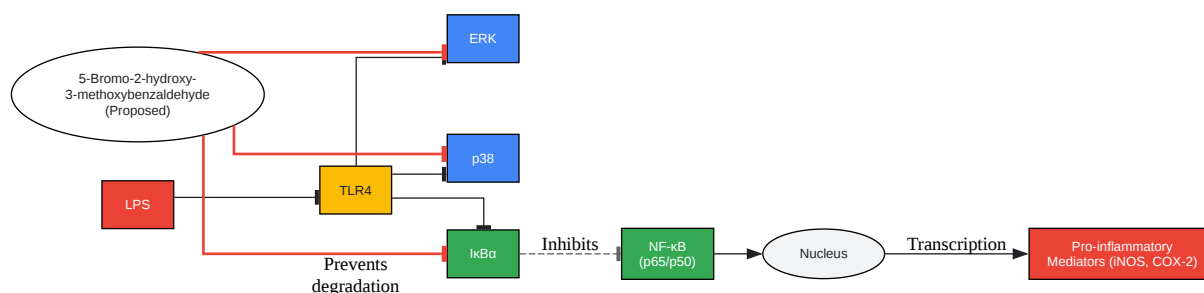 ERK
5-Bromo-2-hydroxy-
3-methoxybenzaldehyde
(Proposed)
p38
TLR4
LPS
IκBα
Inhibits
NF-κB
(p65/p50)
Nucleus
Transcription
Pro-inflammatory
Mediators (iNOS, COX-2)
Prevents
degradation